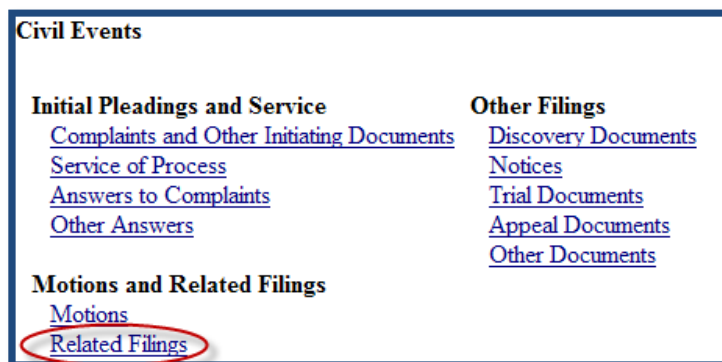 Civil Events
Initial Pleadings and Service
Complaints and Other Initiating Documents
Service of Process
Answers to Complaints
Other Answers
Motions and Related Filings
Motions
Related Filings
Other Filings
Discovery Documents
Notices
Trial Documents
Appeal Documents
Other Documents